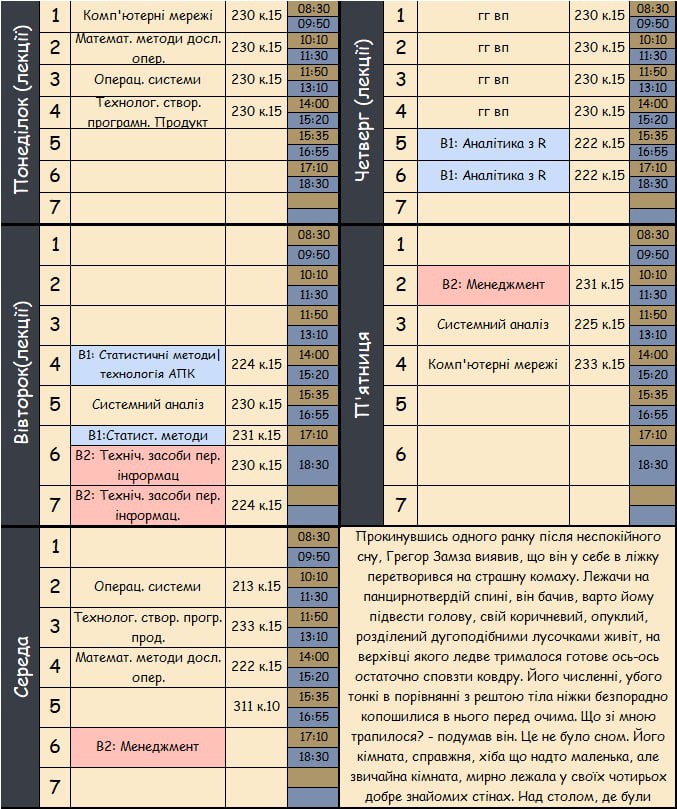 Понеділок (лекції)
1 Комп'ютерні мережі 230 к.15 08:30
09:50
2 Математ. методи досл. опер. 230 к.15 10:10
11:30
3 Операц. системи 230 к.15 11:50
13:10
4 Технолог. створ. програмн. Продукт 230 к.15 14:00
15:20
5 15:35
16:55
6 17:10
18:30
7
Четверг (лекції)
1 гг вп 230 к.15 08:30
09:50
2 гг вп 230 к.15 10:10
11:30
3 гг вп 230 к.15 11:50
13:10
4 гг вп 230 к.15 14:00
15:20
5 В1: Аналітика з R 222 к.15 15:35
16:55
6 В1: Аналітика з R 222 к.15 17:10
18:30
7
Вівторок(лекції)
1 08:30
09:50
2 10:10
11:30
3 11:50
13:10
4 В1: Статистичні методи| технологія АПК 224 к.15 14:00
15:20
5 Системний аналіз 230 к.15 15:35
16:55
6 В1:Статист. методи 231 к.15 17:10
В2: Техніч. засоби пер. інформац 230 к.15 18:30
7 В2: Техніч. засоби пер. інформац. 224 к.15
П'ятниця
1 08:30
09:50
2 В2: Менеджмент 231 к.15 10:10
11:30
3 Системний аналіз 225 к.15 11:50
13:10
4 Комп'ютерні мережі 233 к.15 14:00
15:20
5 15:35
16:55
6 17:10
18:30
7
Середа
1 08:30
09:50
2 Операц. системи 213 к.15 10:10
11:30
3 Технолог. створ. прогр. прод. 233 к.15 11:50
13:10
4 Математ. методи досл. опер. 222 к.15 14:00
15:20
5 311 к.10 15:35
16:55
6 В2: Менеджмент 17:10
18:30
7
Прокинувшись одного ранку після неспокійного
сну, Грегор Замза виявив, що він у себе в ліжку
перетворився на страшну комаху. Лежачи на
панцирнотвердій спині, він бачив, варто йому
підвести голову, свій коричневий, опуклий,
розділений дугоподібними лусочками живіт, на
верхівці якого ледве трималося готове ось-ось
остаточно сповзти ковдру. Його численні, убого
тонкі в порівнянні з рештою тіла ніжки безпорадно
копошилися в нього перед очима. Що зі мною
трапилося? - подумав він. Це не було сном. Його
кімната, справжня, хіба що надто маленька, але
звичайна кімната, мирно лежала у своїх чотирьох
добре знайомих стінах. Над столом, де були